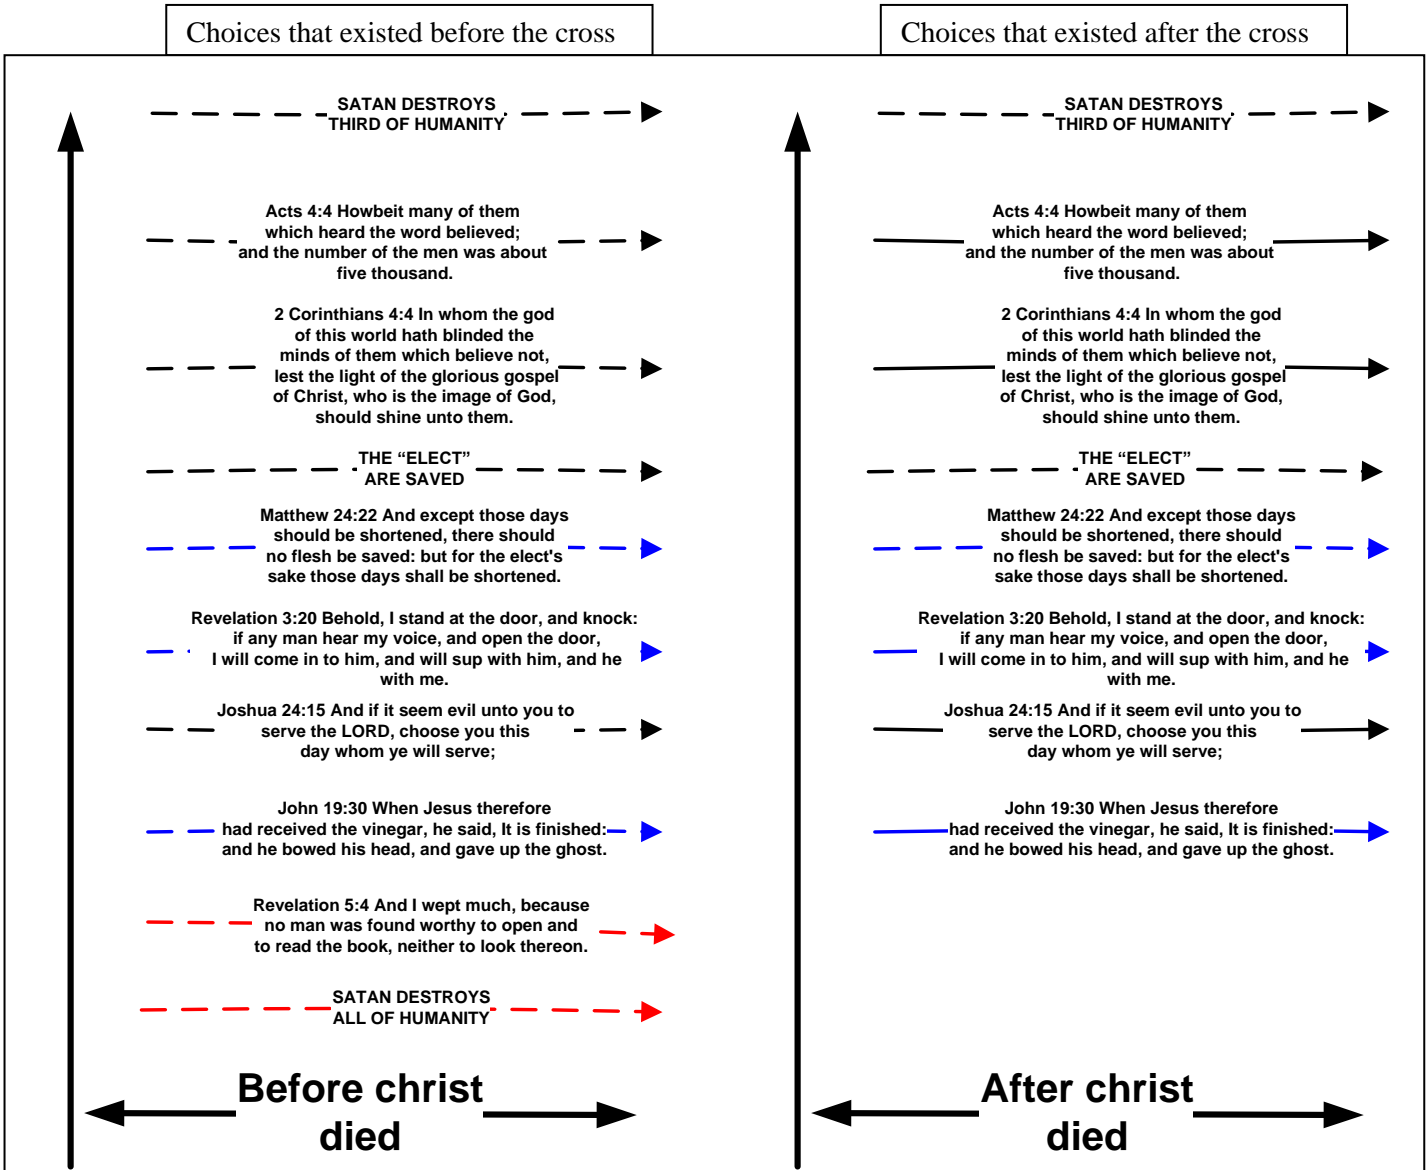 Choices that existed before the cross
SATAN DESTROYS
THIRD OF HUMANITY
Acts 4:4 Howbeit many of them
which heard the word believed;
and the number of the men was about
five thousand.
2 Corinthians 4:4 In whom the god
of this world hath blinded the
minds of them which believe not,
lest the light of the glorious gospel
of Christ, who is the image of God,
should shine unto them.
THE “ELECT”
ARE SAVED
Matthew 24:22 And except those days
should be shortened, there should
no flesh be saved: but for the elect's
sake those days shall be shortened.
Revelation 3:20 Behold, I stand at the door, and knock:
if any man hear my voice, and open the door,
I will come in to him, and will sup with him, and he
with me.
Joshua 24:15 And if it seem evil unto you to
serve the LORD, choose you this
day whom ye will serve;
John 19:30 When Jesus therefore
had received the vinegar, he said, It is finished:
and he bowed his head, and gave up the ghost.
Revelation 5:4 And I wept much, because
no man was found worthy to open and
to read the book, neither to look thereon.
SATAN DESTROYS
ALL OF HUMANITY
Before christ
died
Choices that existed after the cross
SATAN DESTROYS
THIRD OF HUMANITY
Acts 4:4 Howbeit many of them
which heard the word believed;
and the number of the men was about
five thousand.
2 Corinthians 4:4 In whom the god
of this world hath blinded the
minds of them which believe not,
lest the light of the glorious gospel
of Christ, who is the image of God,
should shine unto them.
THE “ELECT”
ARE SAVED
Matthew 24:22 And except those days
should be shortened, there should
no flesh be saved: but for the elect's
sake those days shall be shortened.
Revelation 3:20 Behold, I stand at the door, and knock:
if any man hear my voice, and open the door,
I will come in to him, and will sup with him, and he
with me.
Joshua 24:15 And if it seem evil unto you to
serve the LORD, choose you this
day whom ye will serve;
John 19:30 When Jesus therefore
had received the vinegar, he said, It is finished:
and he bowed his head, and gave up the ghost.
After christ
died